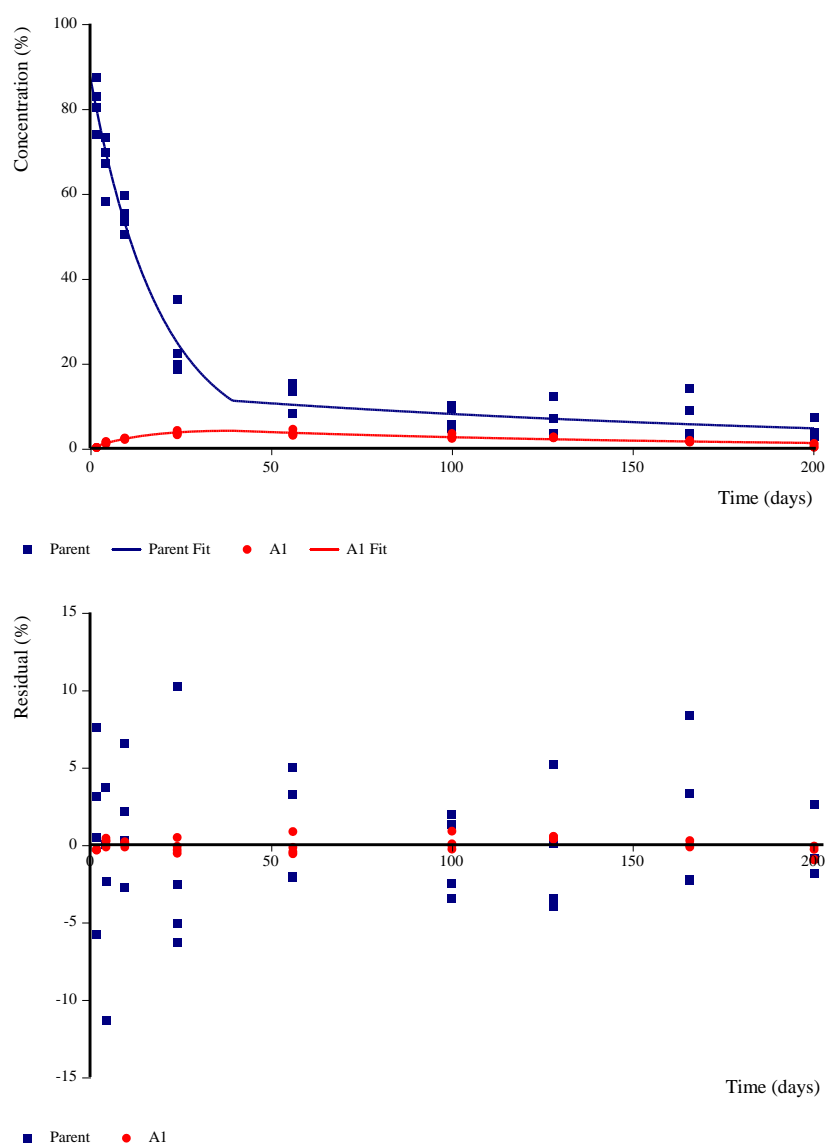 Concentration (%)
100
80
60
40
20
0
0 50 100 150 200
Time (days)
Parent Parent Fit A1 A1 Fit
Residual (%)
15
10
5
0
-5
-10
-15
0 50 100 150 200
Time (days)
Parent A1